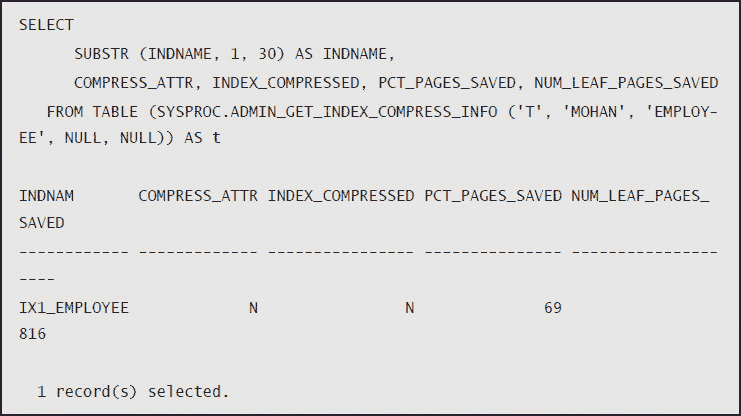 SELECT
SUBSTR (INDNAME, 1, 30) AS INDNAME,
COMPRESS_ATTR, INDEX_COMPRESSED, PCT_PAGES_SAVED, NUM_LEAF_PAGES_SAVED
FROM TABLE (SYSPROC.ADMIN_GET_INDEX_COMPRESS_INFO ('T', 'MOHAN', 'EMPLOY-
EE', NULL, NULL)) AS t
INDNAM COMPRESS_ATTR INDEX_COMPRESSED PCT_PAGES_SAVED NUM_LEAF_PAGES_
SAVED
------------ ------------- ---------------- --------------- ----------------
----
IX1_EMPLOYEE N N 69
816
1 record(s) selected.